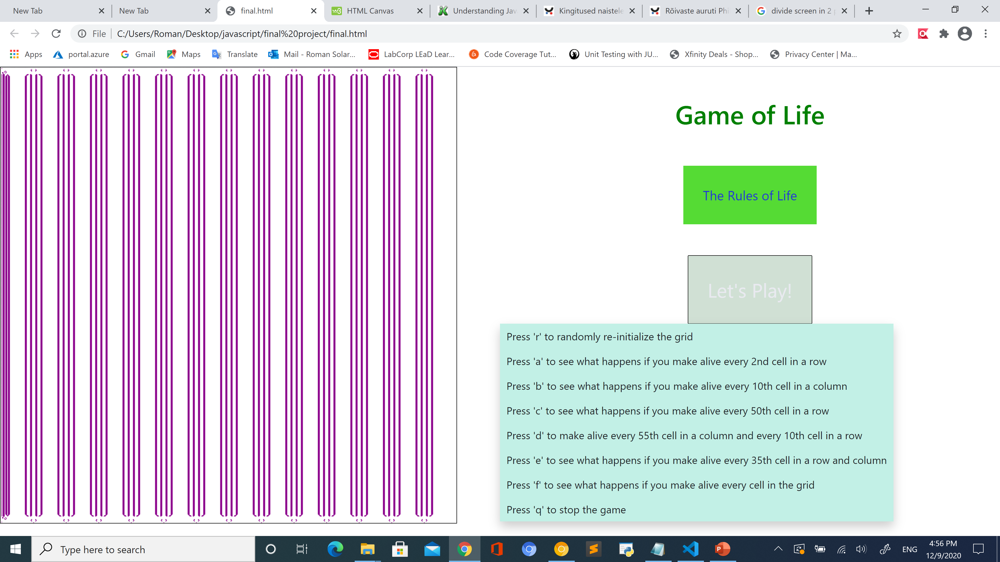 New Tab
New Tab
final.html
HTML Canvas
Understanding Jav
Kingitused naistele
Rõivaste auruti Phi
divide screen in 2 p
File
C:/Users/Roman/Desktop/javascript/final%20project/final.html
Apps
portal.azure
Gmail
Maps
Translate
Mail - Roman Solar...
LabCorp LEaD Lear...
Code Coverage Tut...
Unit Testing with JU...
Xfinity Deals - Shop...
Privacy Center | Ma...
Game of Life
The Rules of Life
Let's Play!
Press 'r' to randomly re-initialize the grid
Press 'a' to see what happens if you make alive every 2nd cell in a row
Press 'b' to see what happens if you make alive every 10th cell in a column
Press 'c' to see what happens if you make alive every 50th cell in a row
Press 'd' to make alive every 55th cell in a column and every 10th cell in a row
Press 'e' to see what happens if you make alive every 35th cell in a row and column
Press 'f' to see what happens if you make alive every cell in the grid
Press 'q' to stop the game
Type here to search
ENG
4:56 PM
12/9/2020